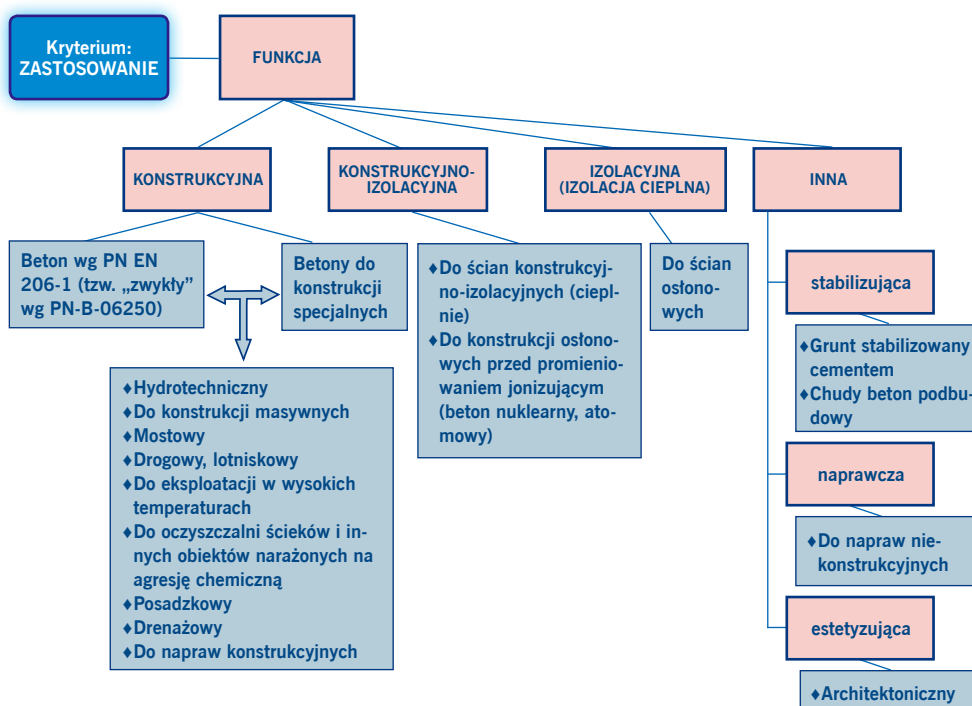 Kryterium:
ZASTOSOWANIE
FUNKCJA
KONSTRUKCYJNA
KONSTRUKCYJNO-
IZOLACYJNA
IZOLACYJNA
(IZOLACJA CIEPLNA)
INNA
Beton wg PN EN
206-1 (tzw. „zwykły”
wg PN-B-06250)
Betony do
konstrukcji
specjalnych
♦Hydrotechniczny
♦Do konstrukcji masywnych
♦Mostowy
♦Drogowy, lotniskowy
♦Do eksploatacji w wysokich
temperaturach
♦Do oczyszczalni ścieków i in-
nych obiektów narażonych na
agresję chemiczną
♦Posadzkowy
♦Drenażowy
♦Do napraw konstrukcyjnych
♦Do ścian konstrukcyj-
no-izolacyjnych (ciepl-
nie)
♦Do konstrukcji osłono-
wych przed promienio-
waniem jonizującym
(beton nuklearny, ato-
mowy)
Do ścian
osłono-
wych
stabilizująca
♦Grunt stabilizowany
cementem
♦Chudy beton podbu-
dowy
naprawcza
♦Do napraw nie-
konstrukcyjnych
estetyzująca
♦Architektoniczny